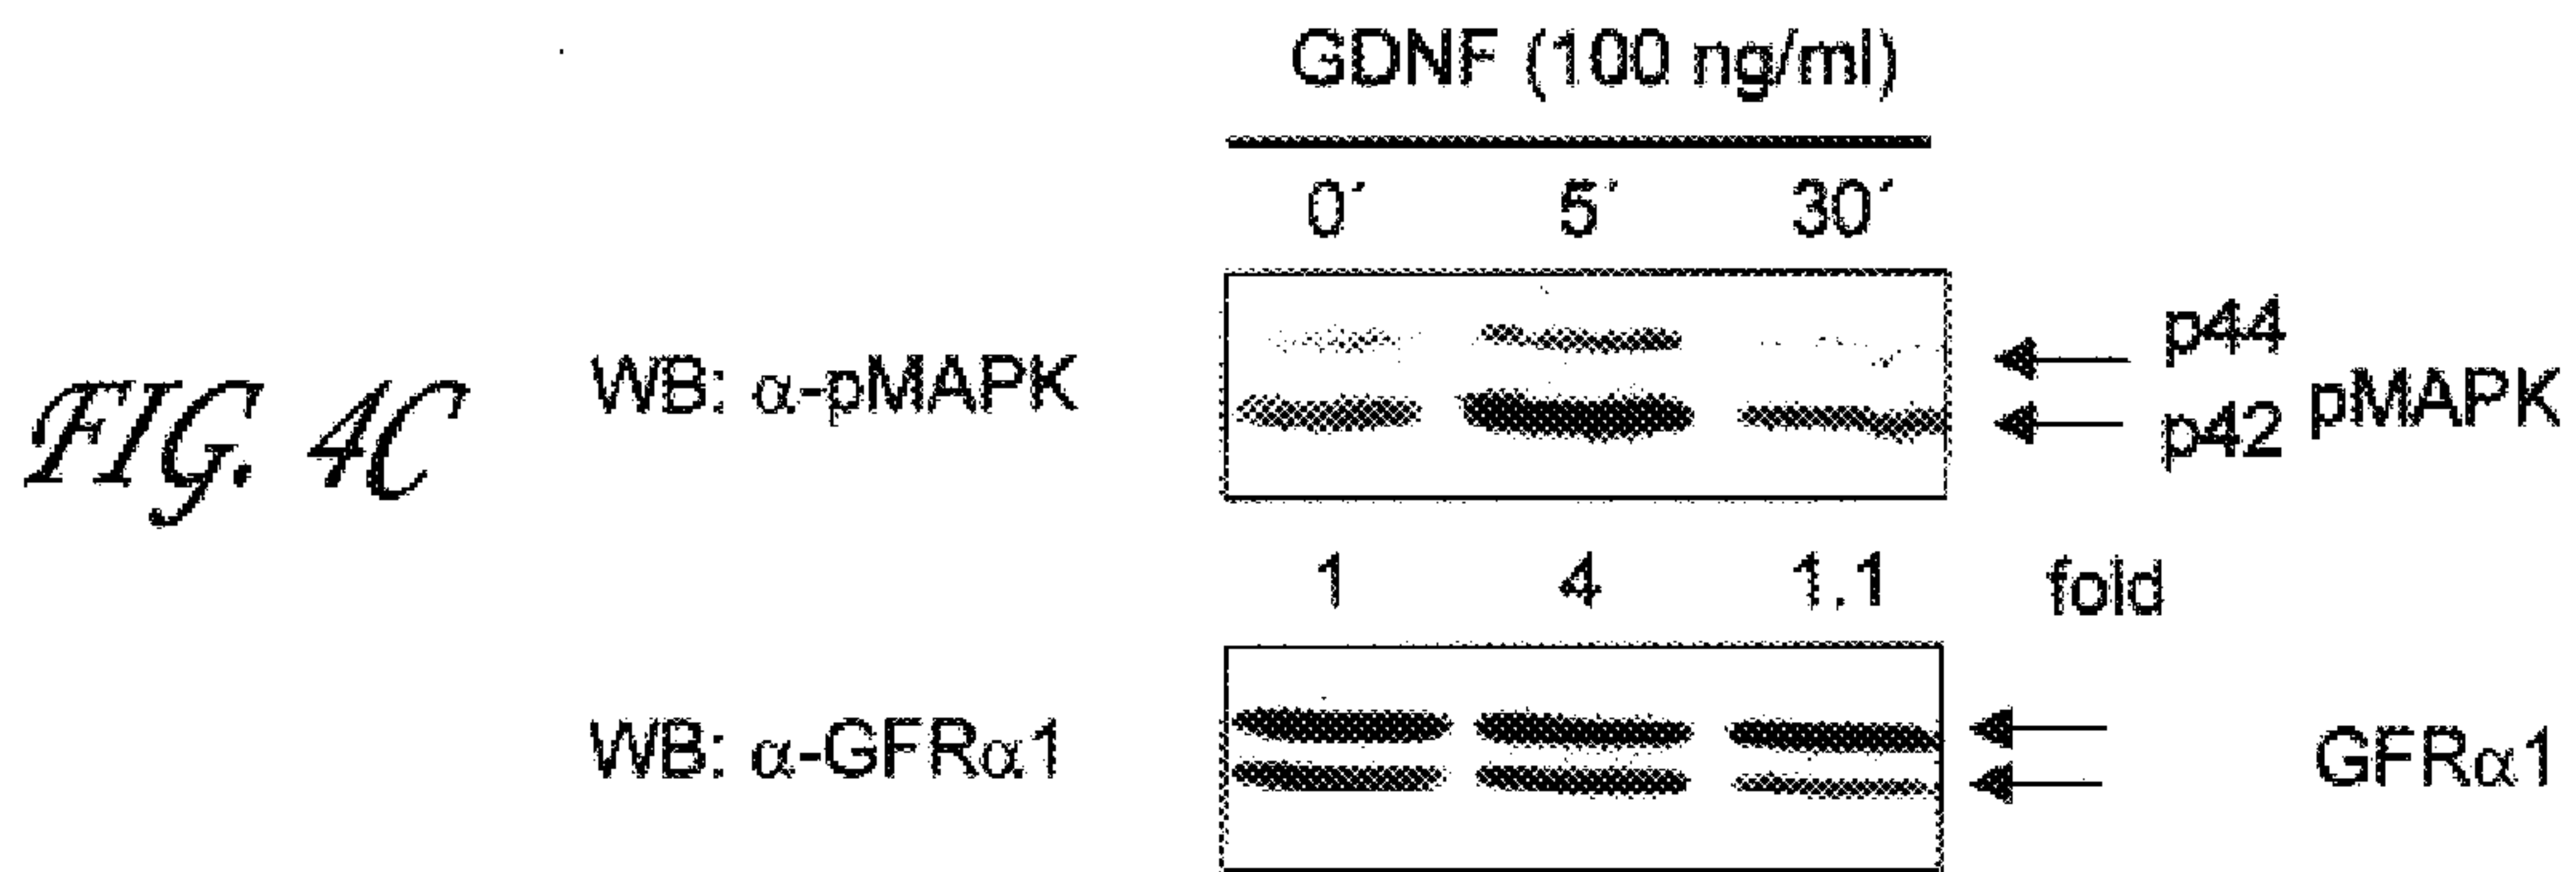 GDNF (100 ng/ml)
0´ 5´ 30´
FIG. 4C
WB: α-pMAPK
p44
p42
pMAPK
1 4 1.1 fold
WB: α-GFRα1
GFRα1